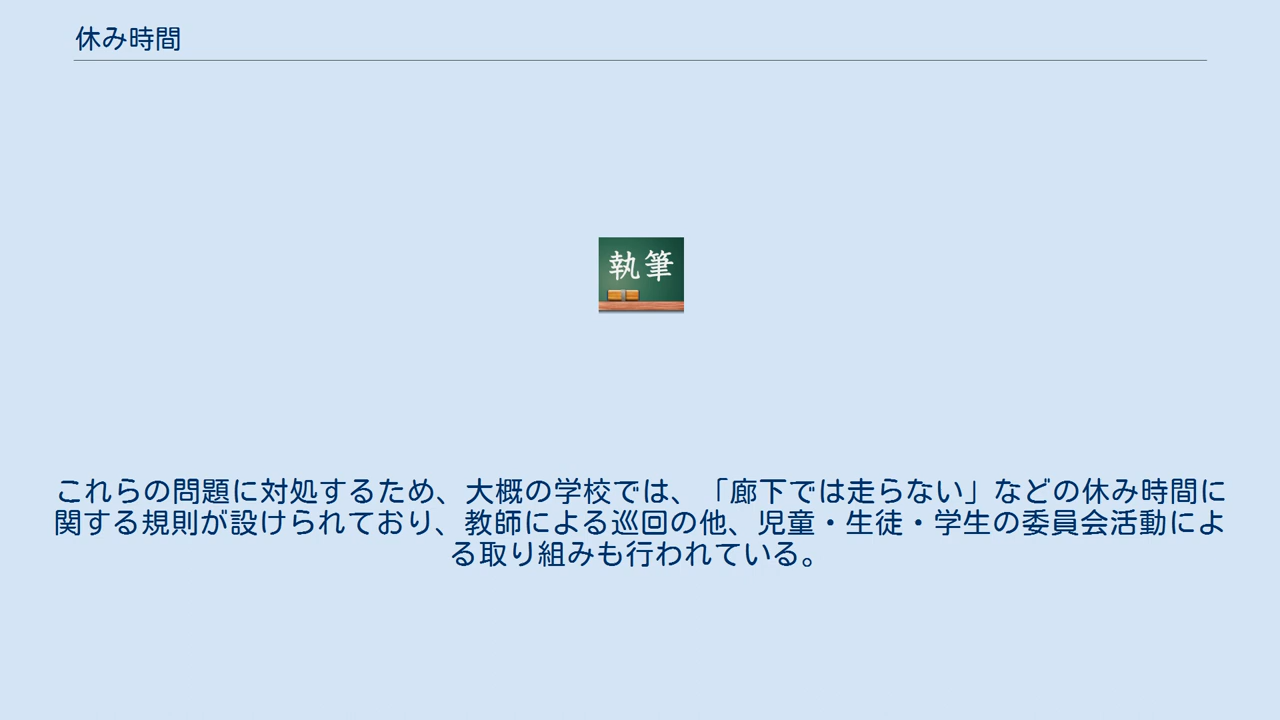 休み時間
執筆
これらの問題に対処するため、大概の学校では、「廊下では走らない」などの休み時間に
関する規則が設けられており、教師による巡回の他、児童・生徒・学生の委員会活動によ
る取り組みも行われている。